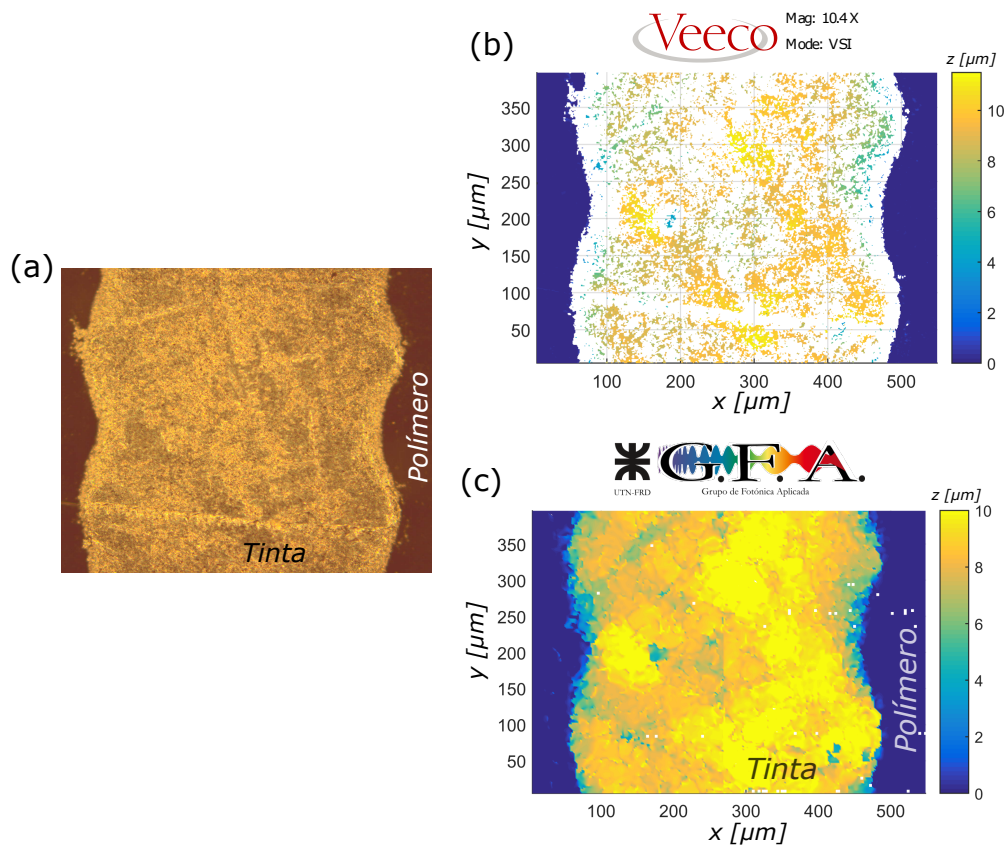 (b)
Veeco
Mag: 10.4 X
Mode: VSI
z [μm]
10
8
6
4
2
0
350
300
250
200
150
100
50
y [μm]
100 200 300 400 500
x [μm]
(a)
Polímero
Tinta
(c)
UTN-FRD
G.F.A.
Grupo de Fotónica Aplicada
z [μm]
10
8
6
4
2
0
350
300
250
200
150
100
50
y [μm]
Polímero
Tinta
100 200 300 400 500
x [μm]